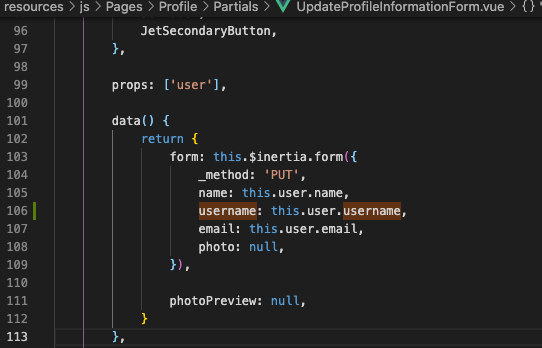 resources > js > Pages > Profile > Partials > UpdateProfileInformationForm.vue > {}
96 JetSecondaryButton,
97 },
98
99 props: ['user'],
100
101 data() {
102 return {
103 form: this.$inertia.form({
104 _method: 'PUT',
105 name: this.user.name,
106 username: this.user.username,
107 email: this.user.email,
108 photo: null,
109 }),
110
111 photoPreview: null,
112 }
113 },